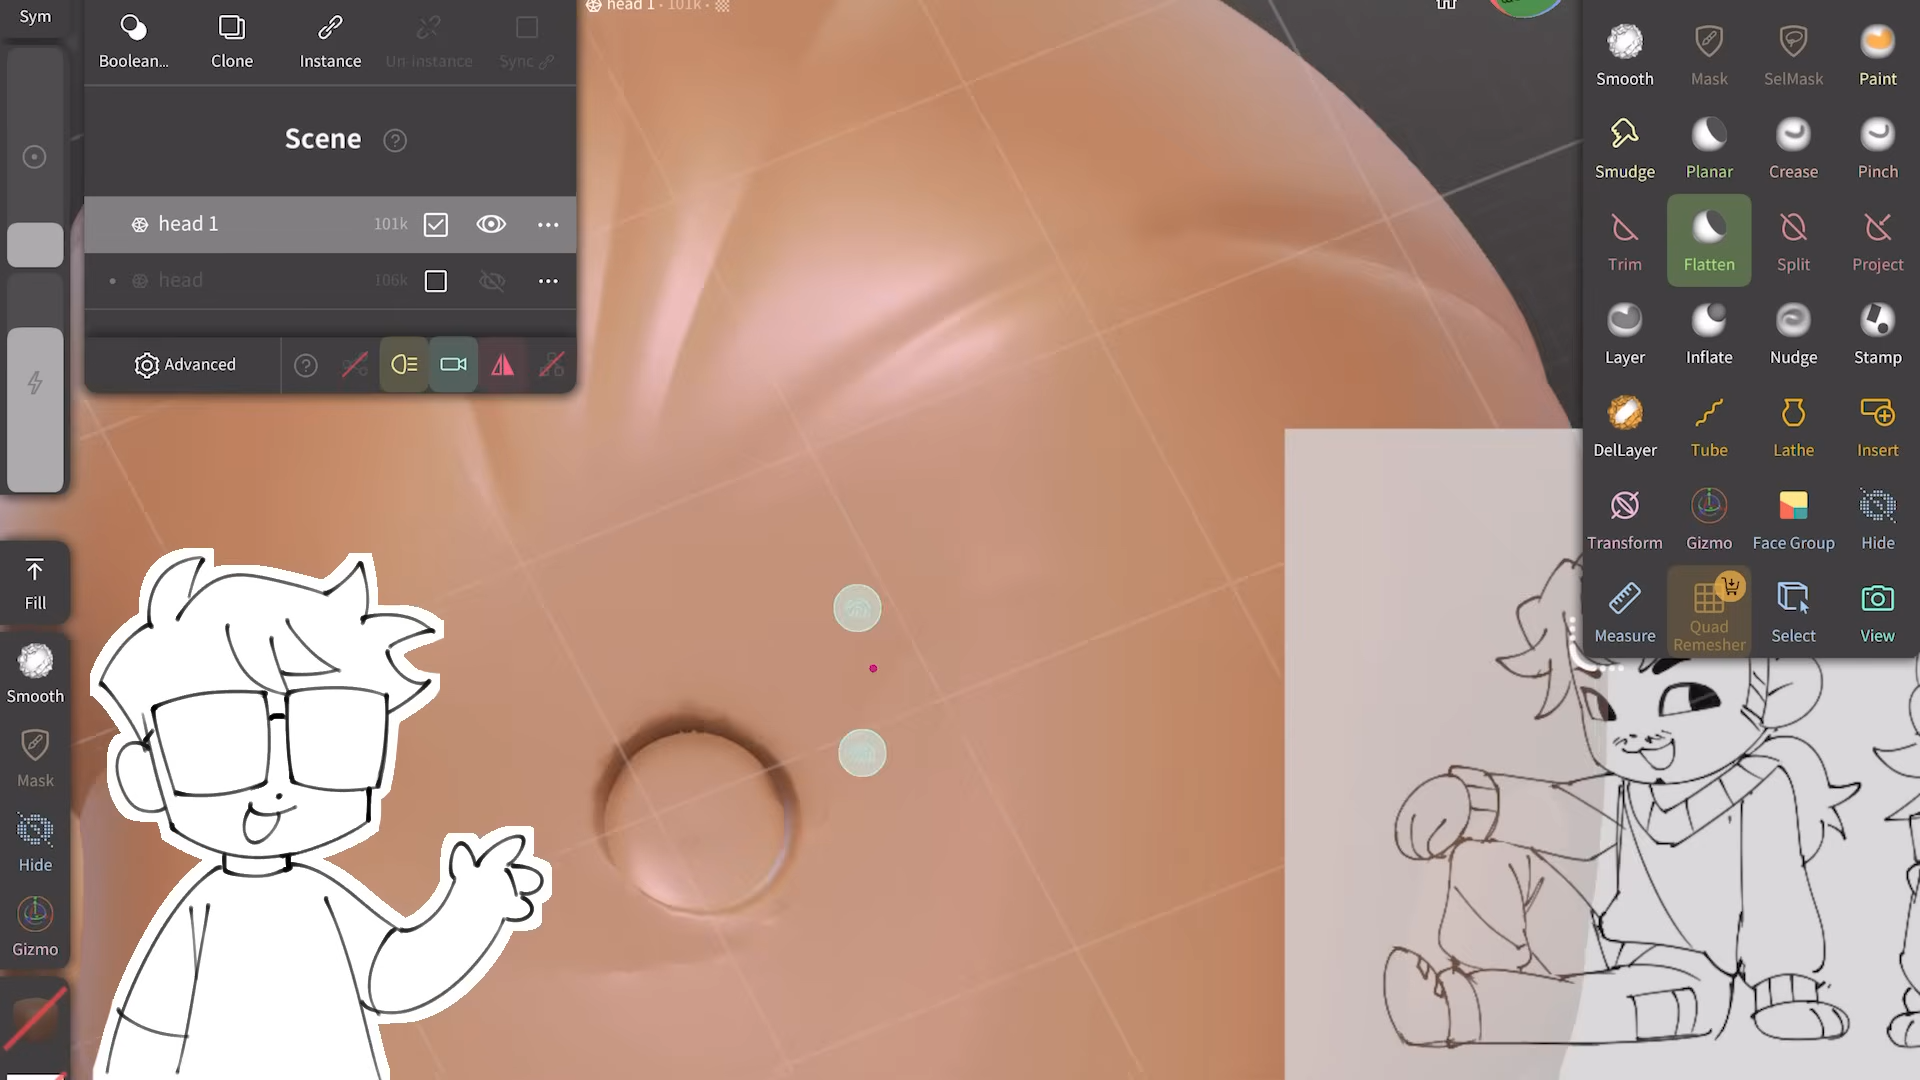 Sym
Boolean...
Clone
Instance
Un-instance
Sync
head 1 · 101k ·
Scene ?
head 1 101k ...
head 106k ...
Advanced ?
Fill
Smooth
Mask
Hide
Gizmo
Smooth
Mask
SelMask
Paint
Smudge
Planar
Crease
Pinch
Trim
Flatten
Split
Project
Layer
Inflate
Nudge
Stamp
DelLayer
Tube
Lathe
Insert
Transform
Gizmo
Face Group
Hide
Measure
Quad
Remesher
Select
View